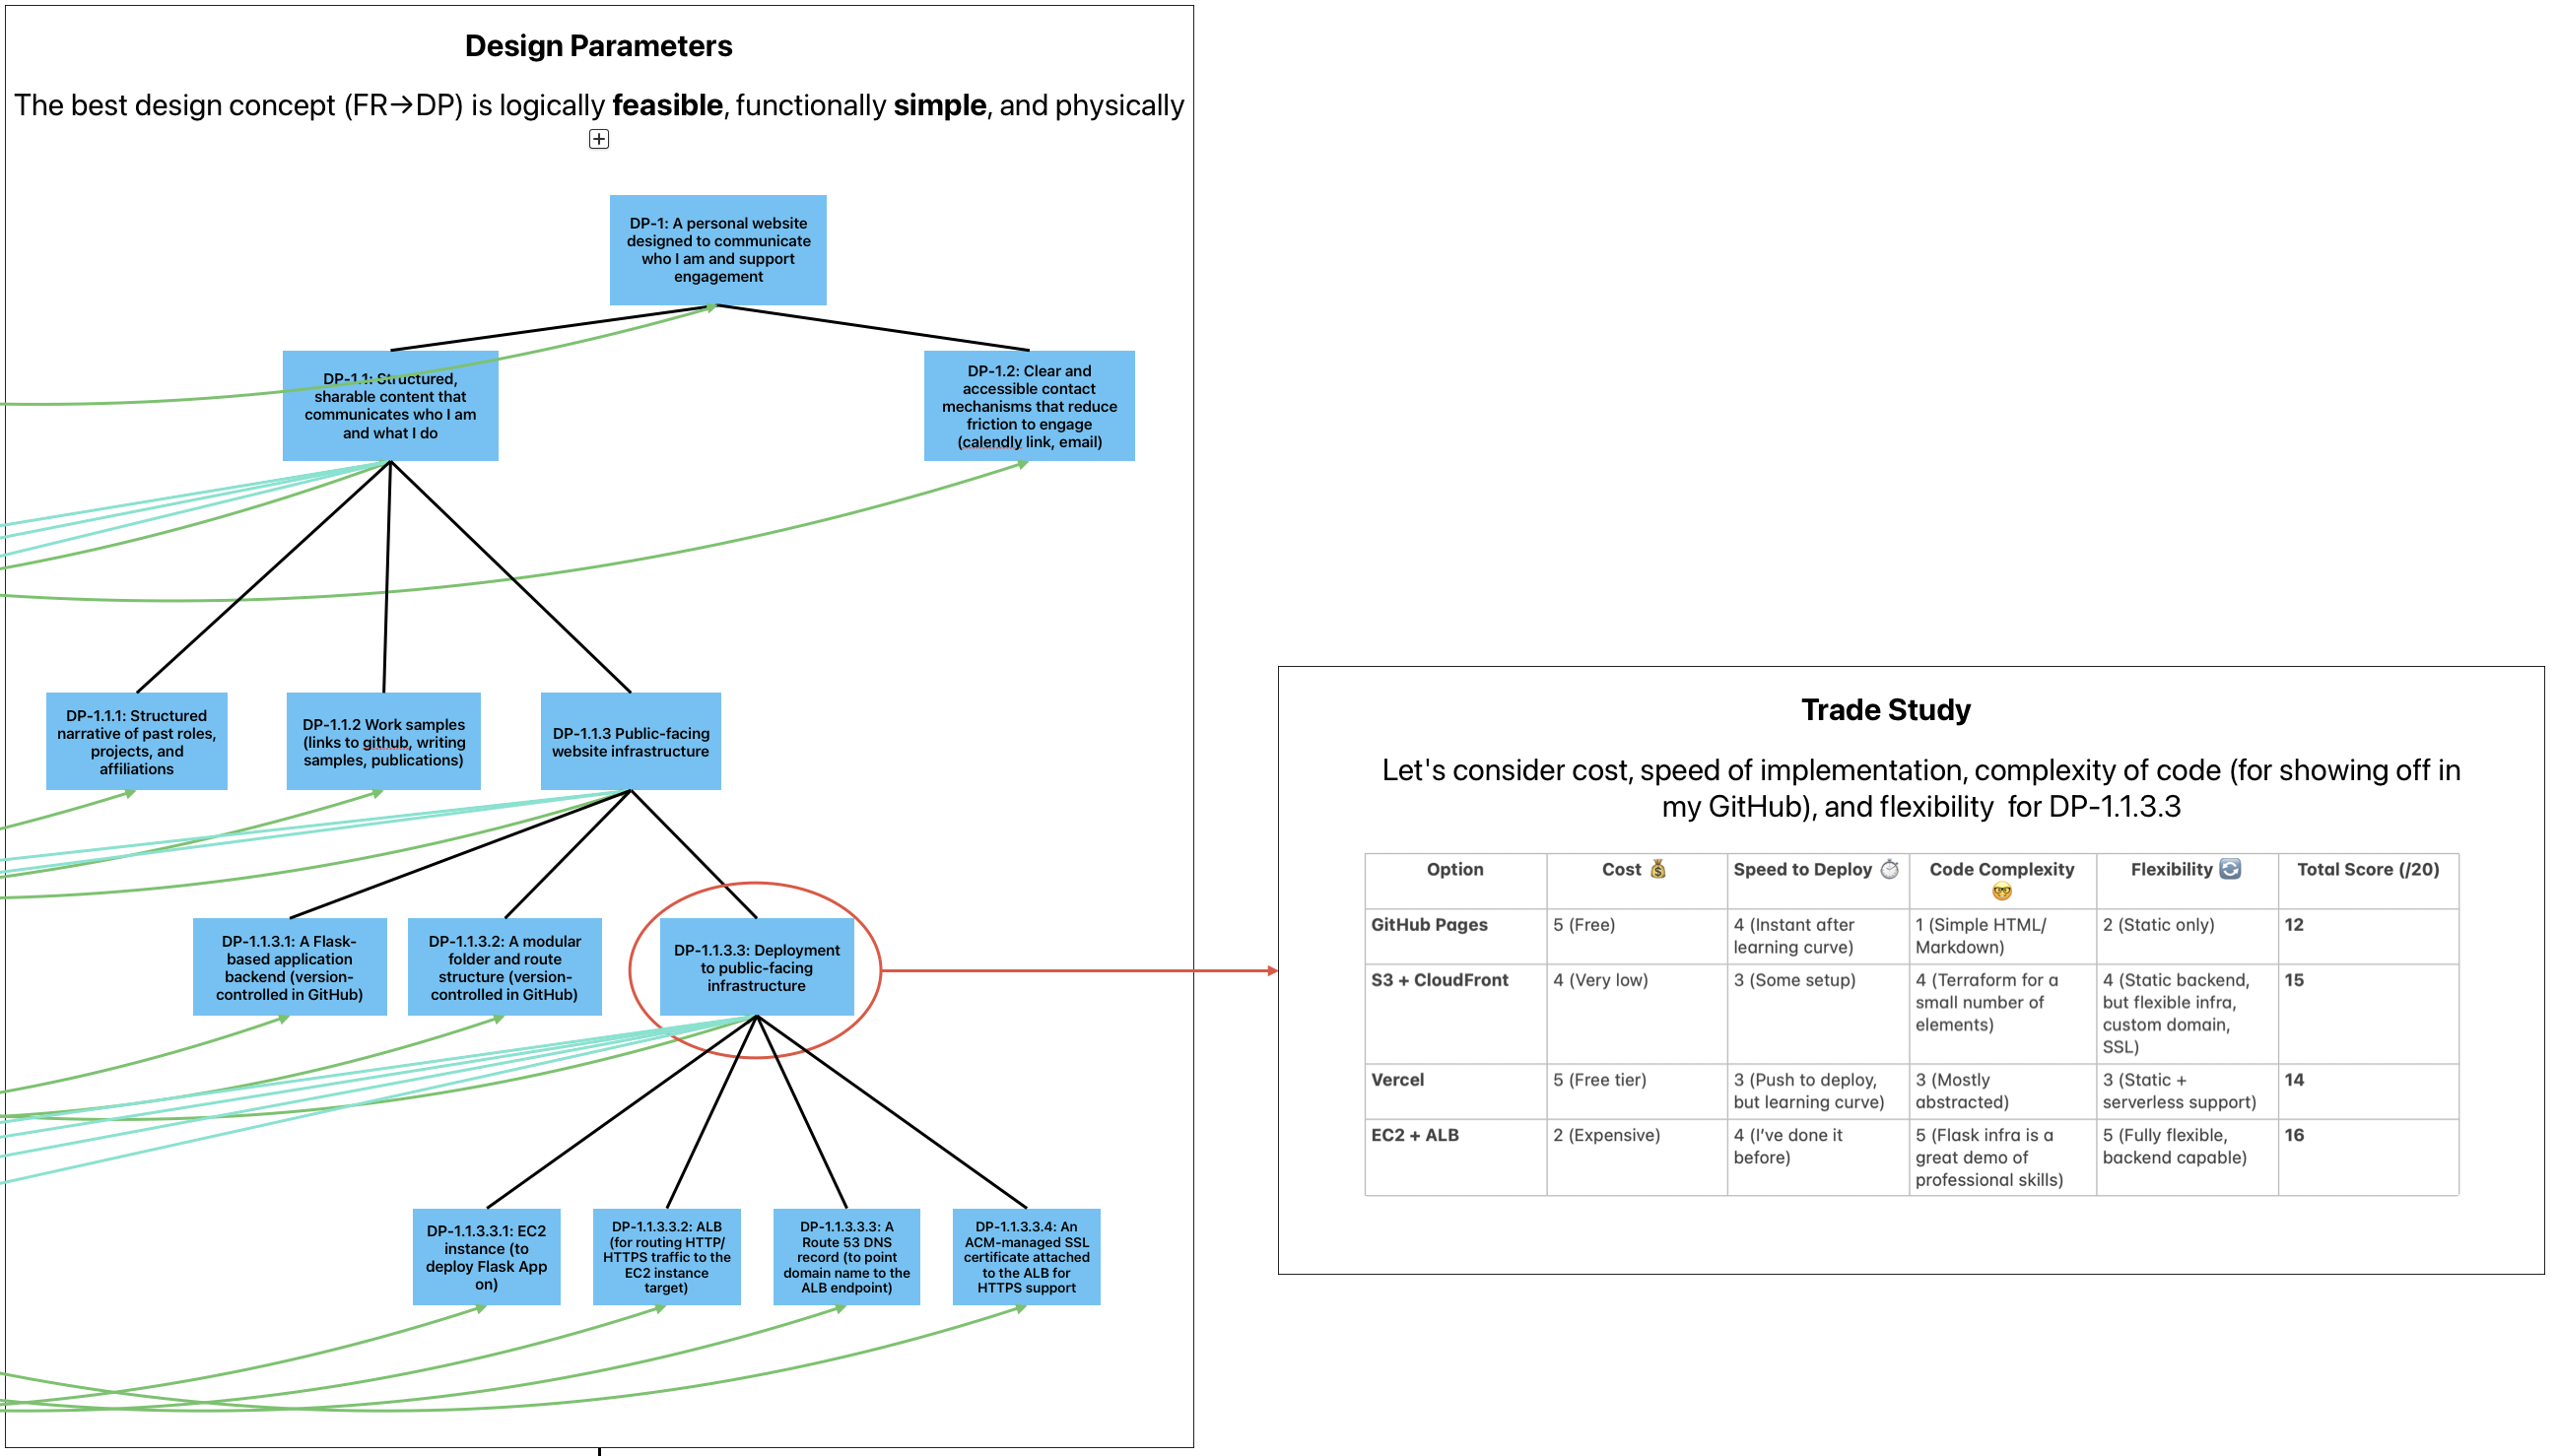 Design Parameters
The best design concept (FR→DP) is logically feasible, functionally simple, and physically
DP-1: A personal website
designed to communicate
who I am and support
engagement
DP-1.1: Structured,
sharable content that
communicates who I am
and what I do
DP-1.2: Clear and
accessible contact
mechanisms that reduce
friction to engage
(calendly link, email)
DP-1.1.1: Structured
narrative of past roles,
projects, and
affiliations
DP-1.1.2 Work samples
(links to github, writing
samples, publications)
DP-1.1.3 Public-facing
website infrastructure
DP-1.1.3.1: A Flask-
based application
backend (version-
controlled in GitHub)
DP-1.1.3.2: A modular
folder and route
structure (version-
controlled in GitHub)
DP-1.1.3.3: Deployment
to public-facing
infrastructure
DP-1.1.3.3.1: EC2
instance (to
deploy Flask App
on)
DP-1.1.3.3.2: ALB
(for routing HTTP/
HTTPS traffic to the
EC2 instance
target)
DP-1.1.3.3.3: A
Route 53 DNS
record (to point
domain name to the
ALB endpoint)
DP-1.1.3.3.4: An
ACM-managed SSL
certificate attached
to the ALB for
HTTPS support
Trade Study
Let's consider cost, speed of implementation, complexity of code (for showing off in
my GitHub), and flexibility for DP-1.1.3.3
Option
Cost 💰
Speed to Deploy ⏱️
Code Complexity
🤓
Flexibility 🔄
Total Score (/20)
GitHub Pages
5 (Free)
4 (Instant after
learning curve)
1 (Simple HTML/
Markdown)
2 (Static only)
12
S3 + CloudFront
4 (Very low)
3 (Some setup)
4 (Terraform for a
small number of
elements)
4 (Static backend,
but flexible infra,
custom domain,
SSL)
15
Vercel
5 (Free tier)
3 (Push to deploy,
but learning curve)
3 (Mostly
abstracted)
3 (Static +
serverless support)
14
EC2 + ALB
2 (Expensive)
4 (I've done it
before)
5 (Flask infra is a
great demo of
professional skills)
5 (Fully flexible,
backend capable)
16